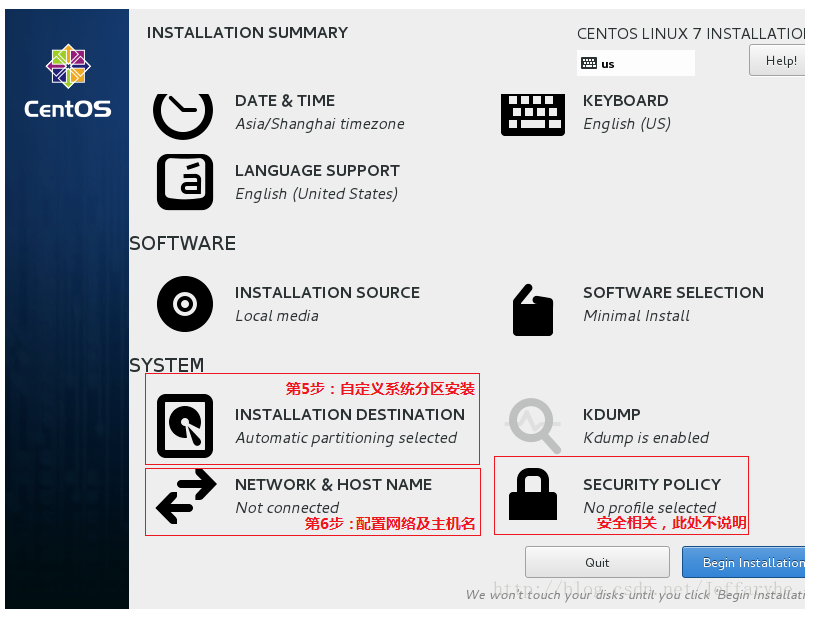 INSTALLATION SUMMARY
CENTOS LINUX 7 INSTALLATION
us
Help!
CentOS
DATE & TIME
Asia/Shanghai timezone
KEYBOARD
English (US)
LANGUAGE SUPPORT
English (United States)
SOFTWARE
INSTALLATION SOURCE
Local media
SOFTWARE SELECTION
Minimal Install
SYSTEM
第5步：自定义系统分区安装
INSTALLATION DESTINATION
Automatic partitioning selected
KDUMP
Kdump is enabled
NETWORK & HOST NAME
Not connected
第6步：配置网络及主机名
SECURITY POLICY
No profile selected
安全相关，此处不说明
Quit
Begin Installation
http://blog.csdn.net/
We won't touch your disks until you click 'Begin Installati